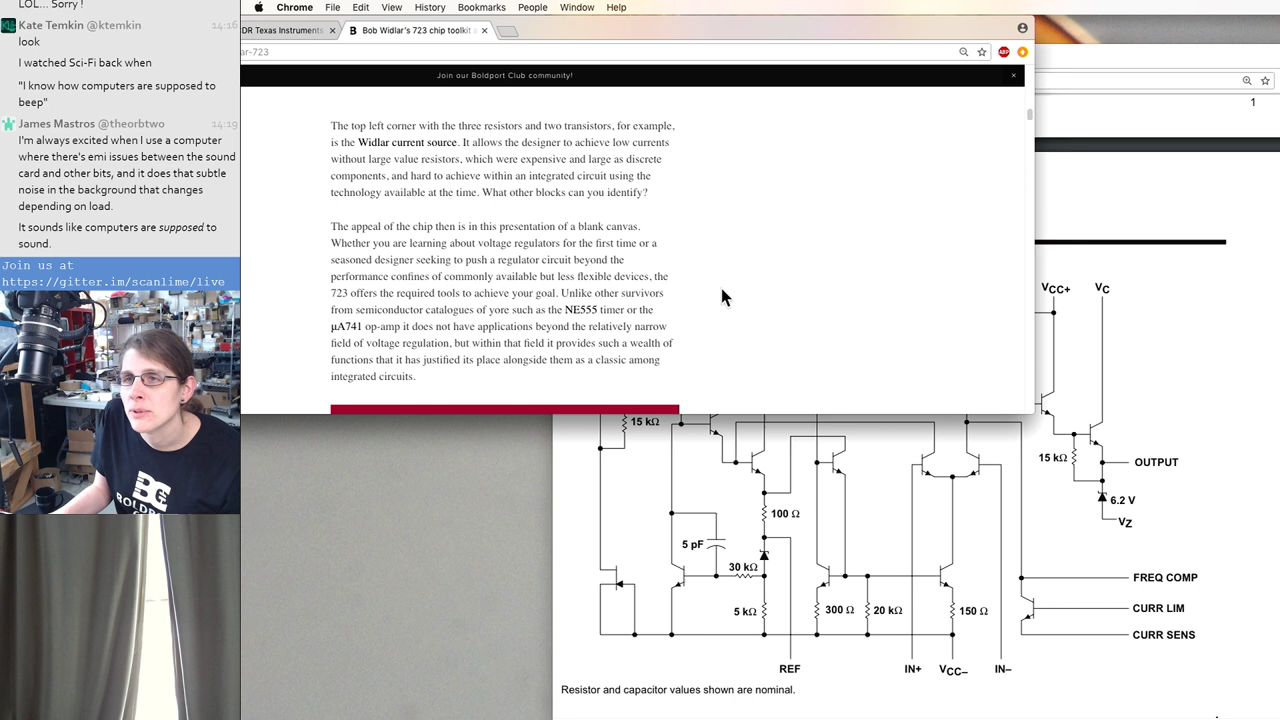 LOL... Sorry !
Kate Temkin @ktemkin 14:16
look
I watched Sci-Fi back when
"I know how computers are supposed to
beep"
James Mastros @theorbtwo 14:19
I'm always excited when I use a computer
where there's emi issues between the sound
card and other bits, and it does that subtle
noise in the background that changes
depending on load.
It sounds like computers are supposed to
sound.
Join us at
https://gitter.im/scanlime/live
BOLDP
Chrome File Edit View History Bookmarks People Window Help
DR Texas Instruments × B Bob Widlar's 723 chip toolkit a ×
ar-723
ABP
Join our Boldport Club community! ×
The top left corner with the three resistors and two transistors, for example,
is the Widlar current source. It allows the designer to achieve low currents
without large value resistors, which were expensive and large as discrete
components, and hard to achieve within an integrated circuit using the
technology available at the time. What other blocks can you identify?
The appeal of the chip then is in this presentation of a blank canvas.
Whether you are learning about voltage regulators for the first time or a
seasoned designer seeking to push a regulator circuit beyond the
performance confines of commonly available but less flexible devices, the
723 offers the required tools to achieve your goal. Unlike other survivors
from semiconductor catalogues of yore such as the NE555 timer or the
µA741 op-amp it does not have applications beyond the relatively narrow
field of voltage regulation, but within that field it provides such a wealth of
functions that it has justified its place alongside them as a classic among
integrated circuits.
1
VCC+ VC
15 kΩ
15 kΩ OUTPUT
6.2 V
VZ
100 Ω
5 pF
30 kΩ
5 kΩ 300 Ω 20 kΩ 150 Ω
FREQ COMP
CURR LIM
CURR SENS
REF IN+ VCC– IN–
Resistor and capacitor values shown are nominal.